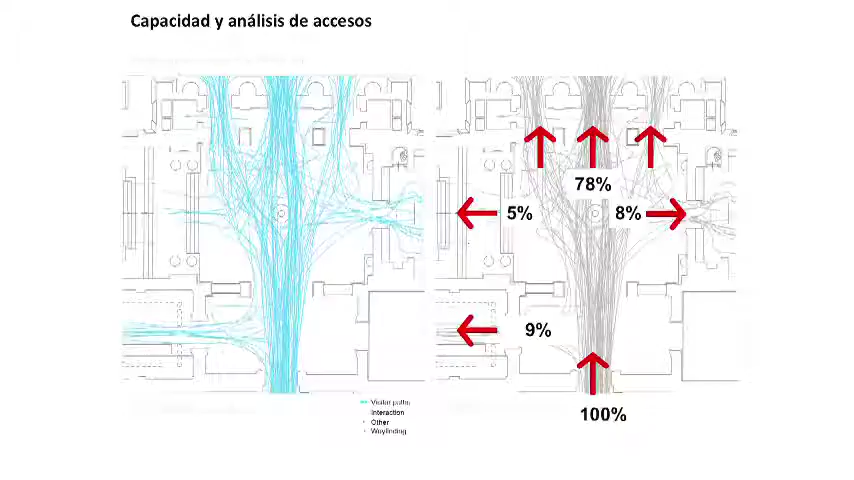 Capacidad y análisis de accesos
78%
5%
8%
9%
100%
Visitor paths
Interaction
Other
Wayfinding